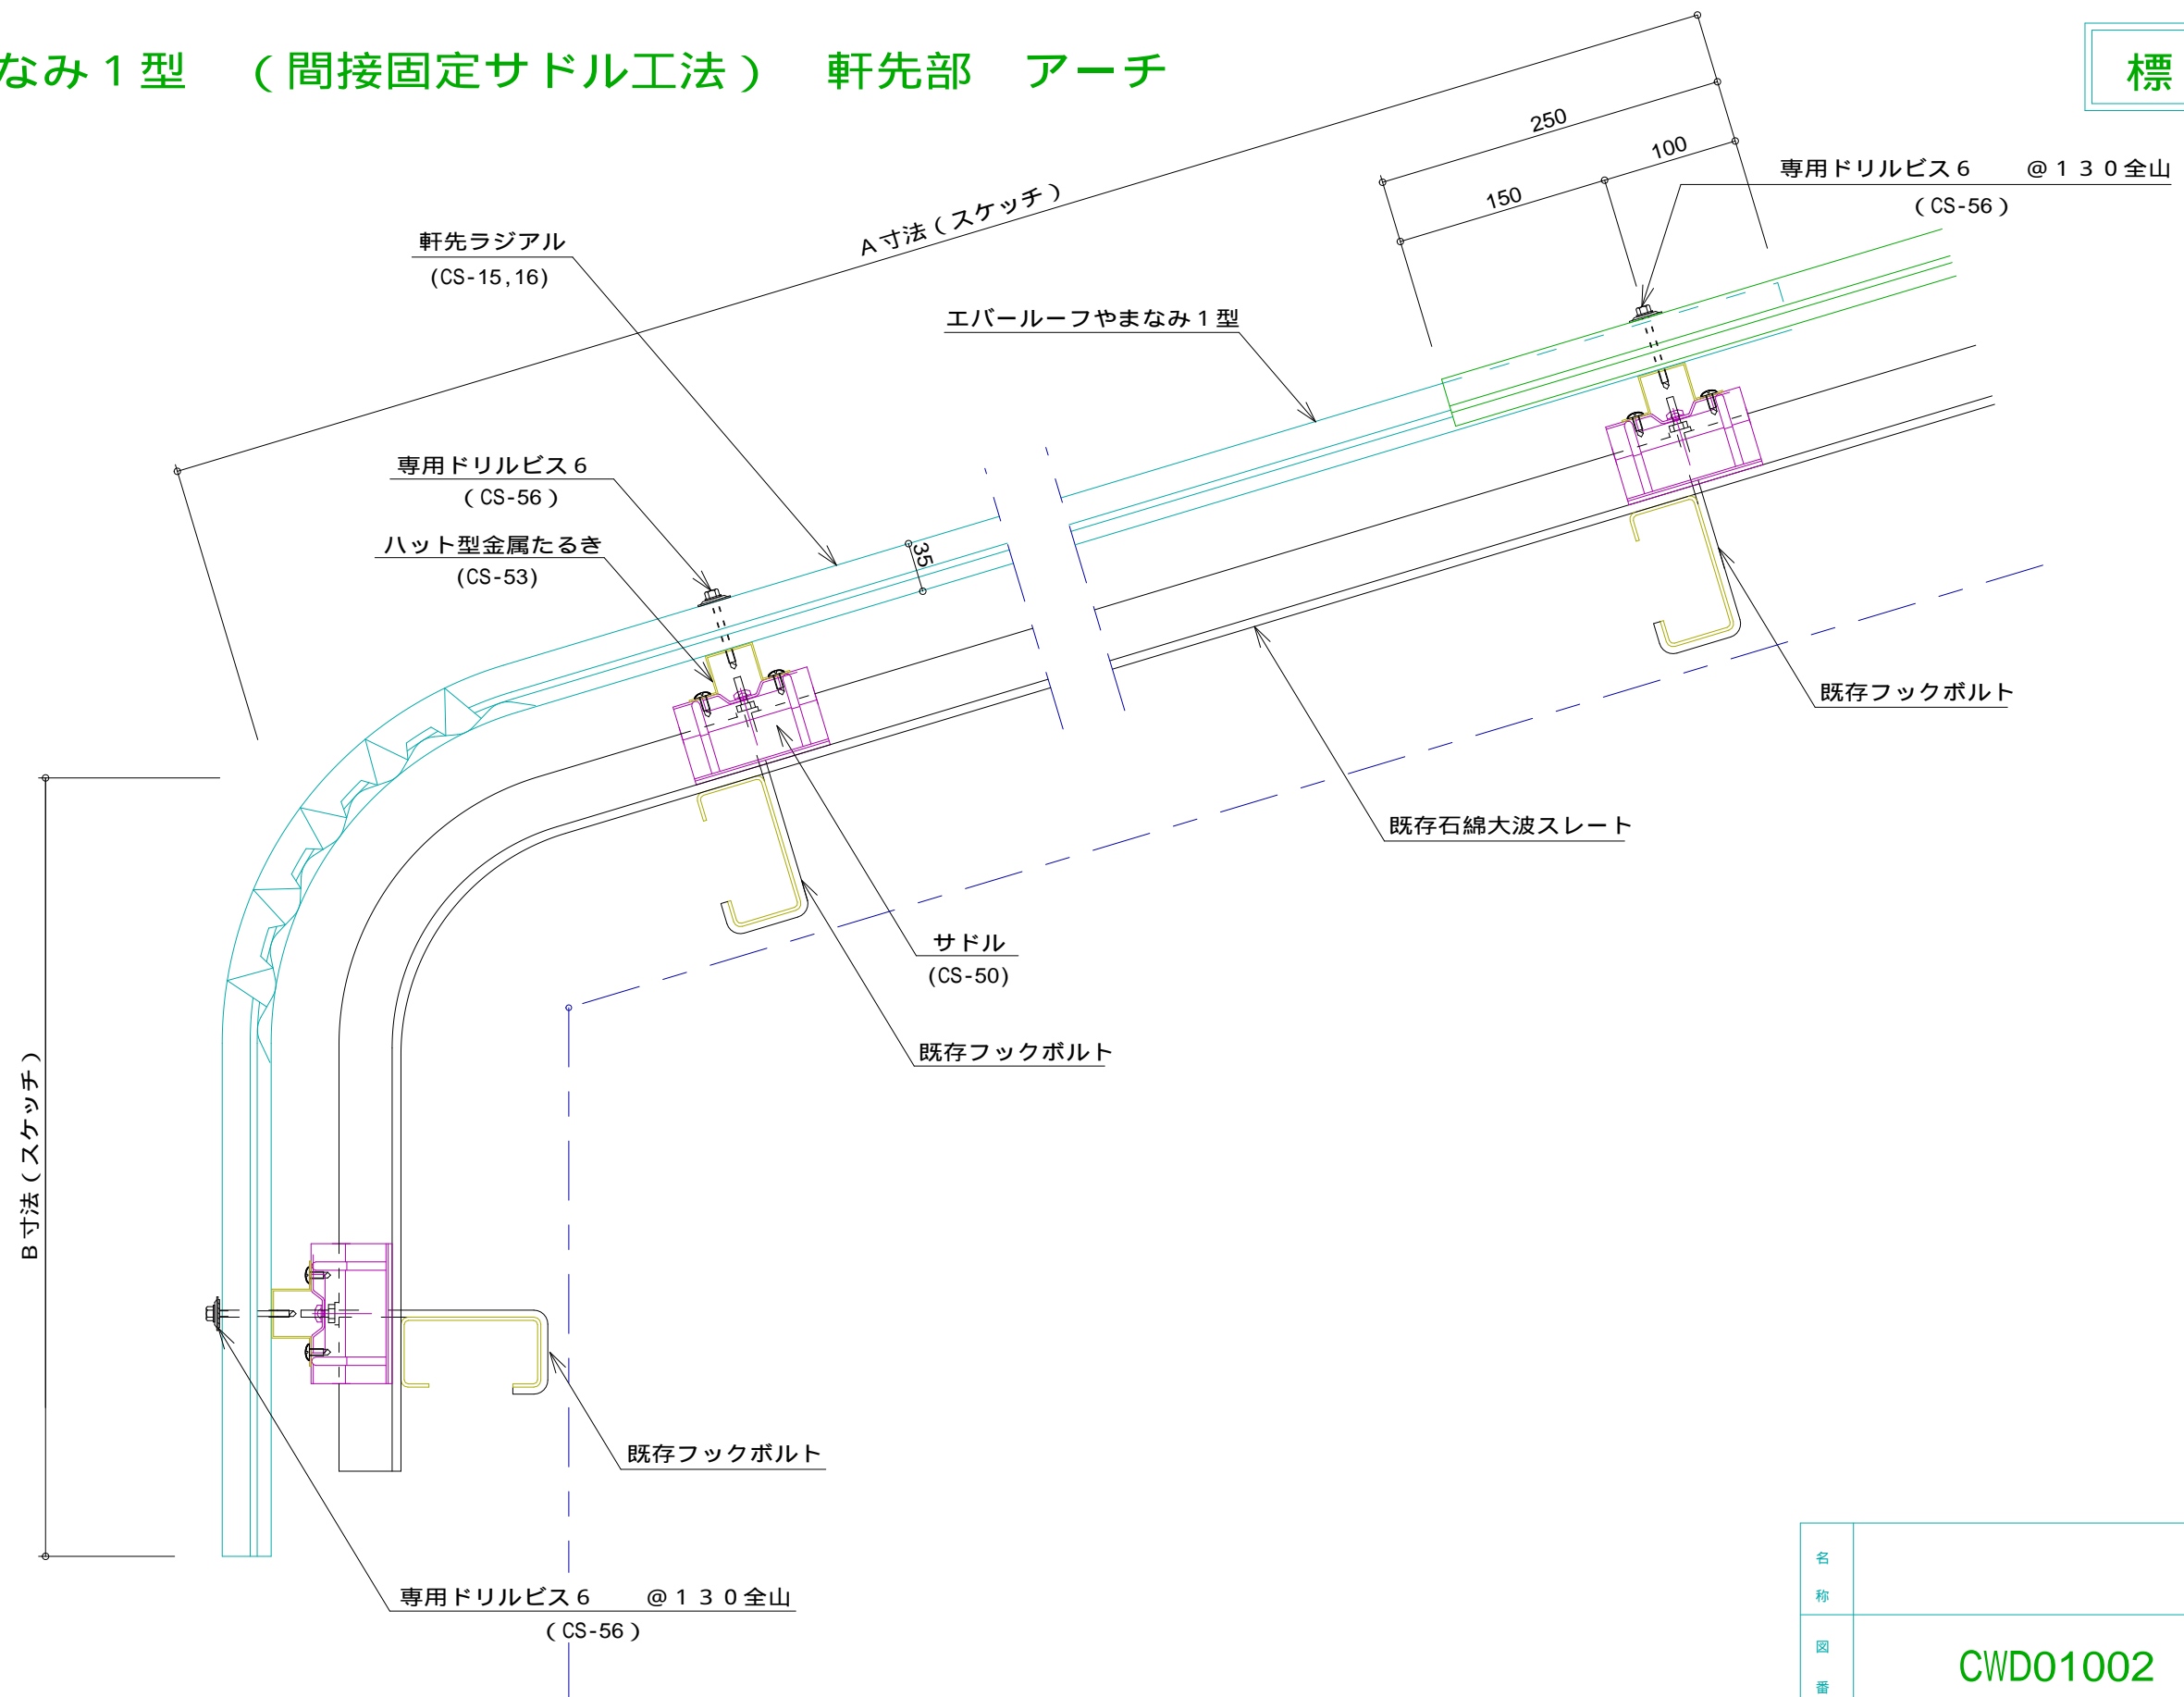 なみ１型　（間接固定サドル工法）　軒先部　アーチ
標
250
100
150
専用ドリルビス６　　＠１３０全山
（CS-56）
A寸法（スケッチ）
軒先ラジアル
(CS-15,16)
エバールーフやまなみ１型
専用ドリルビス６
（CS-56）
ハット型金属たるき
(CS-53)
35
既存フックボルト
既存石綿大波スレート
サドル
(CS-50)
既存フックボルト
B寸法（スケッチ）
既存フックボルト
専用ドリルビス６　　＠１３０全山
（CS-56）
名称
図番
CWD01002